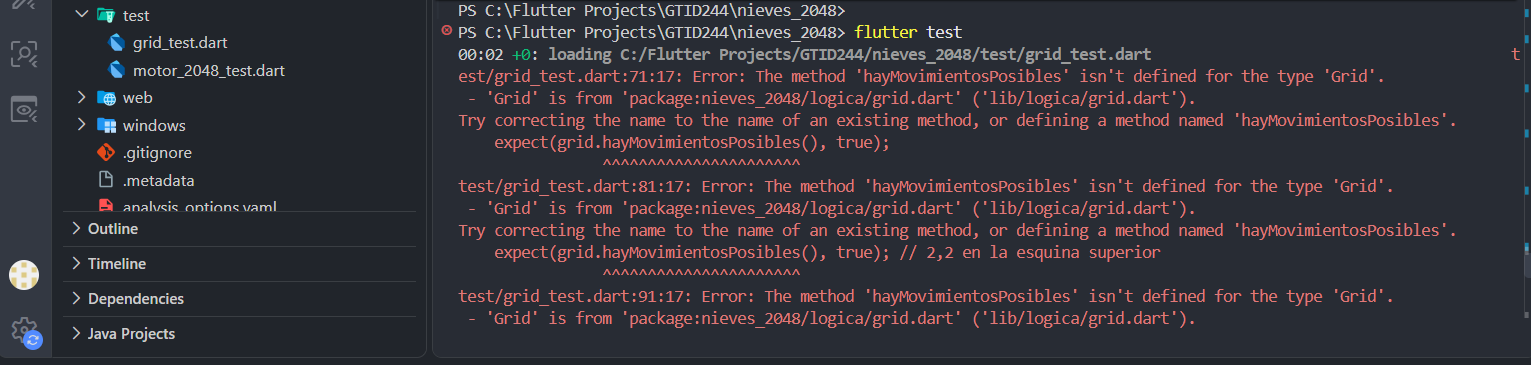 test
grid_test.dart
motor_2048_test.dart
web
windows
.gitignore
.metadata
analysis_options.yaml
Outline
Timeline
Dependencies
Java Projects
PS C:\Flutter Projects\GTID244\nieves_2048>
PS C:\Flutter Projects\GTID244\nieves_2048> flutter test
00:02 +0: loading C:/Flutter Projects/GTID244/nieves_2048/test/grid_test.dart t
est/grid_test.dart:71:17: Error: The method 'hayMovimientosPosibles' isn't defined for the type 'Grid'.
- 'Grid' is from 'package:nieves_2048/logica/grid.dart' ('lib/logica/grid.dart').
Try correcting the name to the name of an existing method, or defining a method named 'hayMovimientosPosibles'.
expect(grid.hayMovimientosPosibles(), true);
^^^^^^^^^^^^^^^^^^^^^^
test/grid_test.dart:81:17: Error: The method 'hayMovimientosPosibles' isn't defined for the type 'Grid'.
- 'Grid' is from 'package:nieves_2048/logica/grid.dart' ('lib/logica/grid.dart').
Try correcting the name to the name of an existing method, or defining a method named 'hayMovimientosPosibles'.
expect(grid.hayMovimientosPosibles(), true); // 2,2 en la esquina superior
^^^^^^^^^^^^^^^^^^^^^^
test/grid_test.dart:91:17: Error: The method 'hayMovimientosPosibles' isn't defined for the type 'Grid'.
- 'Grid' is from 'package:nieves_2048/logica/grid.dart' ('lib/logica/grid.dart').